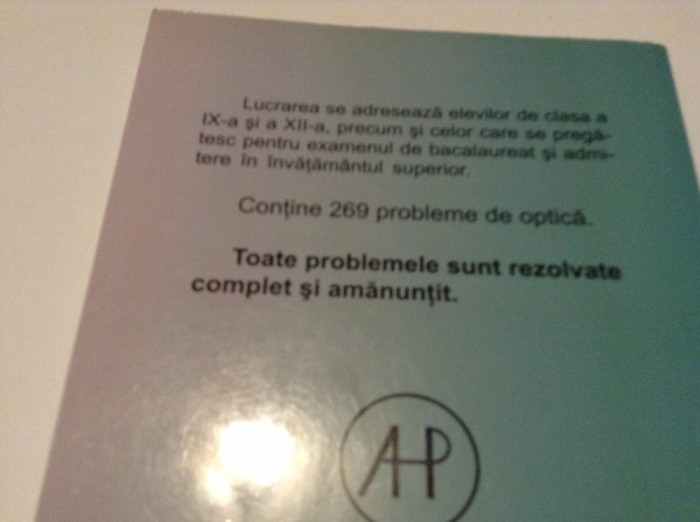 Lucrarea se adresează elevilor de clasa a
IX-a şi a XII-a, precum şi celor care se pregă-
tesc pentru examenul de bacalaureat şi admi-
tere în învăţământul superior.
Conţine 269 probleme de optică.
Toate problemele sunt rezolvate
complet şi amănunţit.
AHP